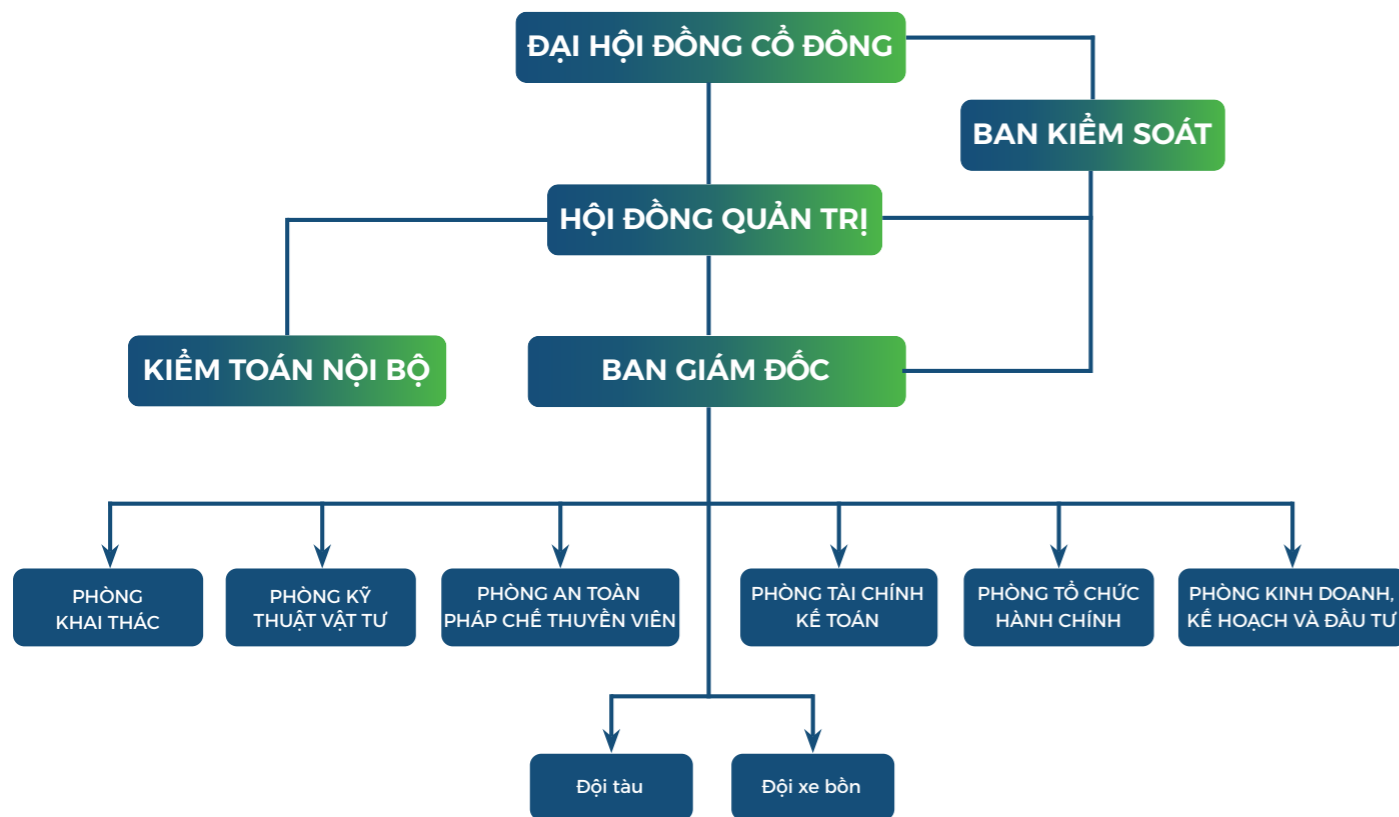 ĐẠI HỘI ĐỒNG CỔ ĐÔNG
BAN KIỂM SOÁT
HỘI ĐỒNG QUẢN TRỊ
KIỂM TOÁN NỘI BỘ
BAN GIÁM ĐỐC
PHÒNG
KHAI THÁC
PHÒNG KỸ
THUẬT VẬT TƯ
PHÒNG AN TOÀN
PHÁP CHẾ THUYỀN VIÊN
PHÒNG TÀI CHÍNH
KẾ TOÁN
PHÒNG TỔ CHỨC
HÀNH CHÍNH
PHÒNG KINH DOANH,
KẾ HOẠCH VÀ ĐẦU TƯ
Đội tàu
Đội xe bồn